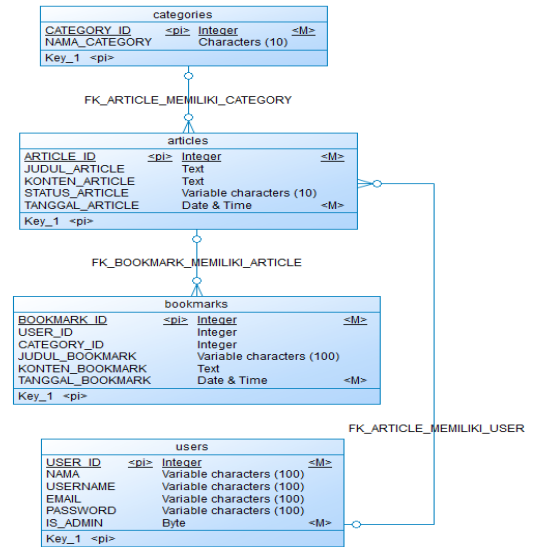 categories
CATEGORY_ID <pi> Integer <M>
NAMA_CATEGORY Characters (10)
Key_1 <pi>
FK_ARTICLE_MEMILIKI_CATEGORY
articles
ARTICLE_ID <pi> Integer <M>
JUDUL_ARTICLE Text
KONTEN_ARTICLE Text
STATUS_ARTICLE Variable characters (10)
TANGGAL_ARTICLE Date & Time <M>
Key_1 <pi>
FK_BOOKMARK_MEMILIKI_ARTICLE
bookmarks
BOOKMARK_ID <pi> Integer <M>
USER_ID Integer
CATEGORY_ID Integer
JUDUL_BOOKMARK Variable characters (100)
KONTEN_BOOKMARK Text
TANGGAL_BOOKMARK Date & Time <M>
Key_1 <pi>
FK_ARTICLE_MEMILIKI_USER
users
USER_ID <pi> Integer <M>
NAMA Variable characters (100)
USERNAME Variable characters (100)
EMAIL Variable characters (100)
PASSWORD Variable characters (100)
IS_ADMIN Byte <M>
Key_1 <pi>